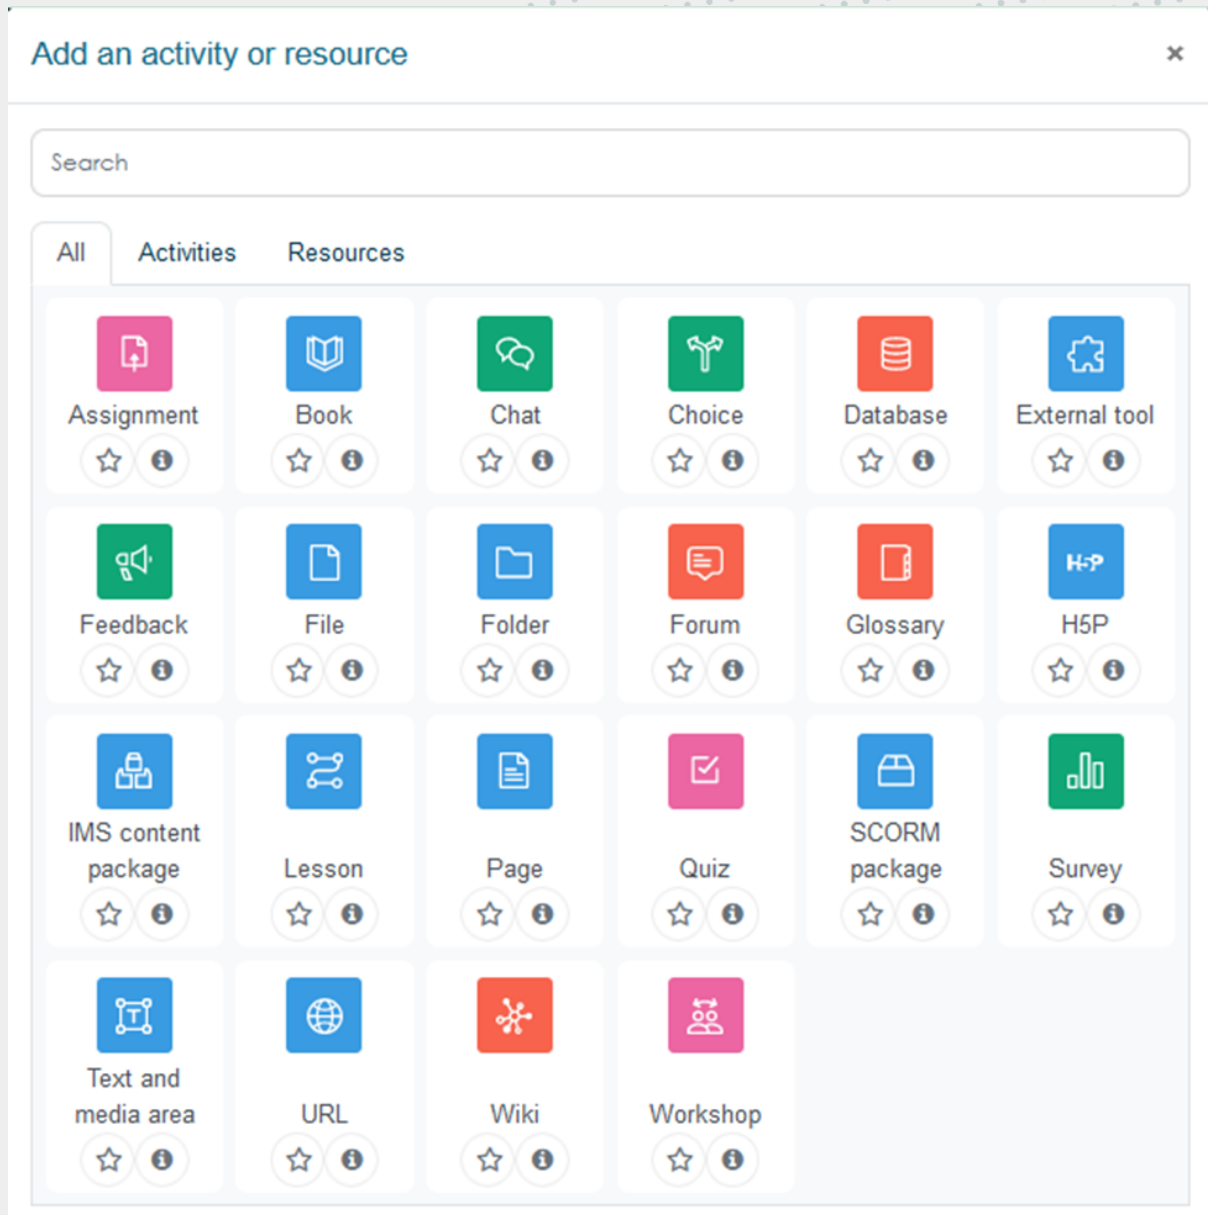 Add an activity or resource
Search
All Activities Resources
Assignment Book Chat Choice Database External tool
Feedback File Folder Forum Glossary H5P
H5P
IMS content package Lesson Page Quiz SCORM package Survey
T
Text and media area URL Wiki Workshop